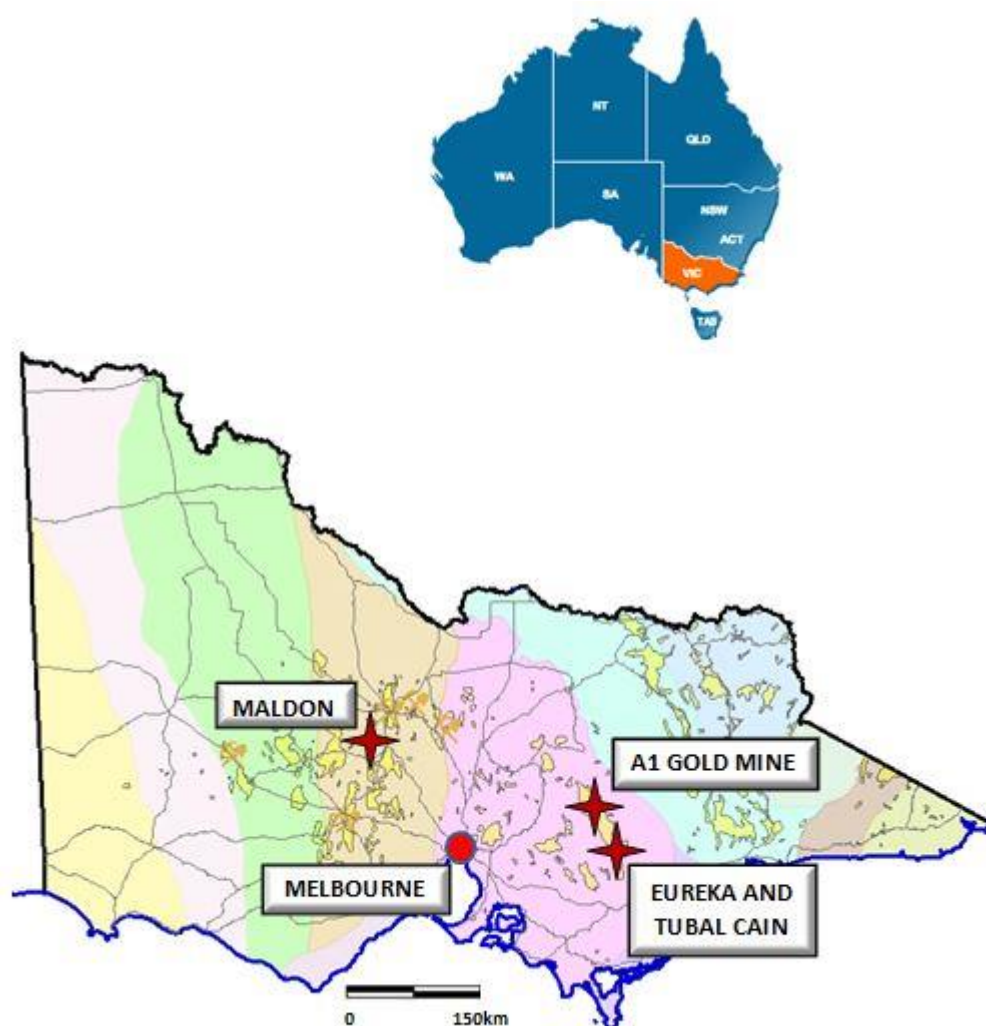 NT
QLD
WA
SA
NSW
ACT
VIC
TAS
MALDON
A1 GOLD MINE
MELBOURNE
EUREKA AND
TUBAL CAIN
0 150km